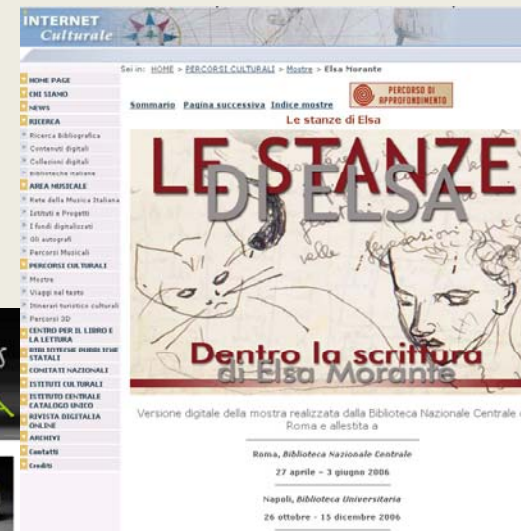 INTERNET
Culturale
Sei in: HOME > PERCORSI CULTURALI > Mostre > Elsa Morante
HOME PAGE
CHI SIAMO
NEWS
RICERCA
Ricerca Bibliografica
Contenuti digitali
Collezioni digitali
Biblioteche italiane
AREA MUSICALE
Rete della Musica Italiana
Istituti e Progetti
I fondi digitalizzati
Gli autografi
Percorsi Musicali
PERCORSI CULTURALI
Mostre
Viaggi nel testo
Itinerari turistico culturali
Percorsi 3D
CENTRO PER IL LIBRO E
LA LETTURA
BIBLIOTECHE PUBBLICHE
STATALI
COMITATI NAZIONALI
ISTITUTI CULTURALI
ISTITUTO CENTRALE
CATALOGO UNICO
RIVISTA DIGITALIA
ONLINE
ARCHIVI
Contatti
Crediti
Sommario Pagina successiva Indice mostre
PERCORSO DI
APPROFONDIMENTO
Le stanze di Elsa
LE STANZE
DI ELSA
Dentro la scrittura
di Elsa Morante
Versione digitale della mostra realizzata dalla Biblioteca Nazionale Centrale
Roma e allestita a
Roma, Biblioteca Nazionale Centrale
27 aprile - 3 giugno 2006
Napoli, Biblioteca Universitaria
26 ottobre - 15 dicembre 2006